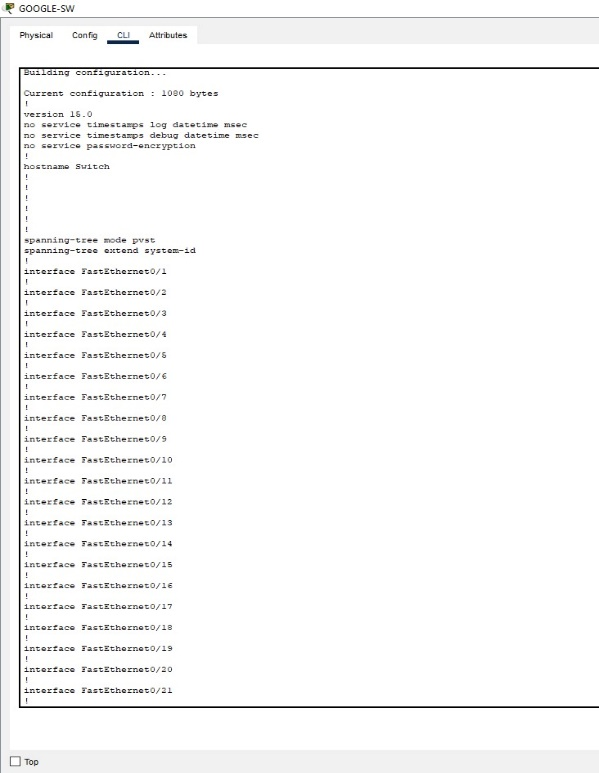 GOOGLE-SW
Physical Config CLI Attributes
Building configuration...
Current configuration : 1080 bytes
!
version 15.0
no service timestamps log datetime msec
no service timestamps debug datetime msec
no service password-encryption
!
hostname Switch
!
!
!
!
!
!
spanning-tree mode pvst
spanning-tree extend system-id
!
interface FastEthernet0/1
!
interface FastEthernet0/2
!
interface FastEthernet0/3
!
interface FastEthernet0/4
!
interface FastEthernet0/5
!
interface FastEthernet0/6
!
interface FastEthernet0/7
!
interface FastEthernet0/8
!
interface FastEthernet0/9
!
interface FastEthernet0/10
!
interface FastEthernet0/11
!
interface FastEthernet0/12
!
interface FastEthernet0/13
!
interface FastEthernet0/14
!
interface FastEthernet0/15
!
interface FastEthernet0/16
!
interface FastEthernet0/17
!
interface FastEthernet0/18
!
interface FastEthernet0/19
!
interface FastEthernet0/20
!
interface FastEthernet0/21
!
Top